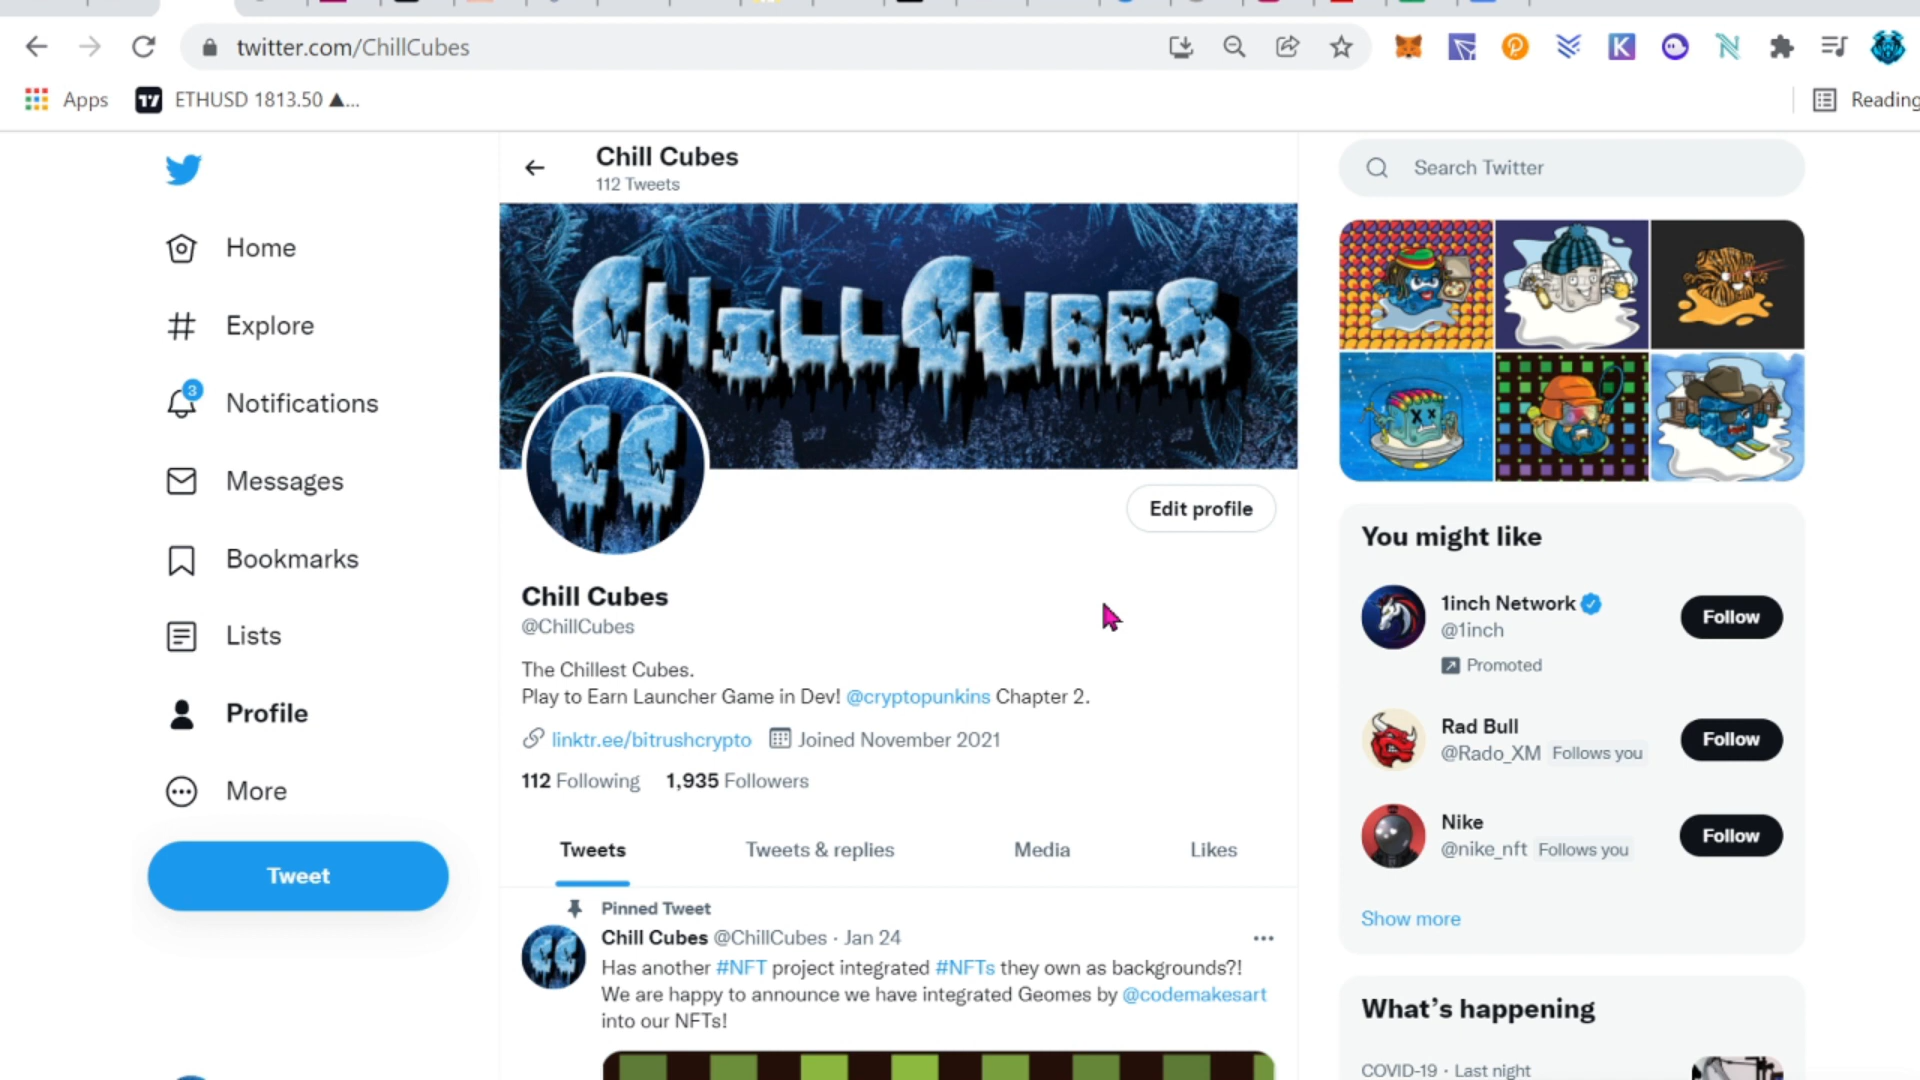 twitter.com/ChillCubes
Apps
ETHUSD 1813.50 ▲...
Reading
Home
Explore
3
Notifications
Messages
Bookmarks
Lists
Profile
More
Tweet
Chill Cubes
112 Tweets
CHILLCUBES
CC
Edit profile
Chill Cubes
@ChillCubes
The Chillest Cubes.
Play to Earn Launcher Game in Dev! @cryptopunkins Chapter 2.
linktr.ee/bitrushcrypto Joined November 2021
112 Following 1,935 Followers
Tweets Tweets & replies Media Likes
Pinned Tweet
Chill Cubes @ChillCubes · Jan 24
Has another #NFT project integrated #NFTs they own as backgrounds?!
We are happy to announce we have integrated Geomes by @codemakesart
into our NFTs!
CC
Search Twitter
You might like
1inch Network
@1inch
Promoted
Follow
Rad Bull
@Rado_XM Follows you
Follow
Nike
@nike_nft Follows you
Follow
Show more
What's happening
COVID-19 · Last night